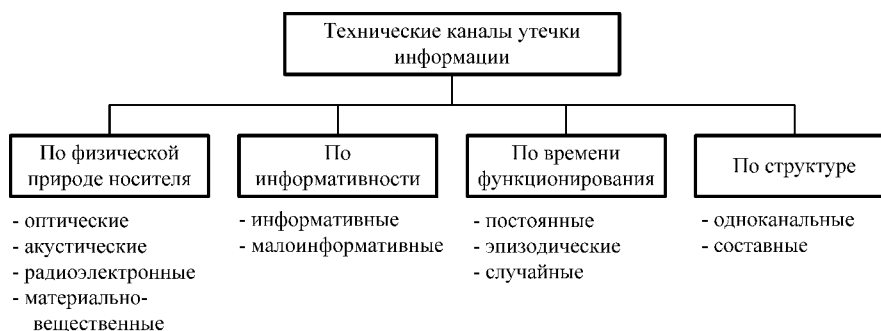 Технические каналы утечки
информации
По физической
природе носителя
- оптические
- акустические
- радиоэлектронные
- материально-
вещественные
По
информативности
- информативные
- малоинформативные
По времени
функционирования
- постоянные
- эпизодические
- случайные
По структуре
- одноканальные
- составные